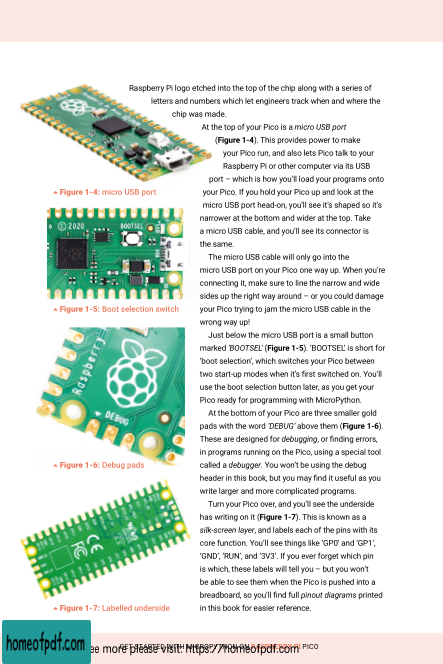 Raspberry Pi logo etched into the top of the chip along with a series of
letters and numbers which let engineers track when and where the
chip was made.
At the top of your Pico is a micro USB port
(Figure 1-4). This provides power to make
your Pico run, and also lets Pico talk to your
Raspberry Pi or other computer via its USB
port – which is how you'll load your programs onto
your Pico. If you hold your Pico up and look at the
micro USB port head-on, you'll see it's shaped so it's
narrower at the bottom and wider at the top. Take
a micro USB cable, and you'll see its connector is
the same.
The micro USB cable will only go into the
micro USB port on your Pico one way up. When you're
connecting it, make sure to line the narrow and wide
sides up the right way around – or you could damage
your Pico trying to jam the micro USB cable in the
wrong way up!
Just below the micro USB port is a small button
marked 'BOOTSEL' (Figure 1-5). 'BOOTSEL' is short for
'boot selection', which switches your Pico between
two start-up modes when it's first switched on. You'll
use the boot selection button later, as you get your
Pico ready for programming with MicroPython.
At the bottom of your Pico are three smaller gold
pads with the word 'DEBUG' above them (Figure 1-6).
These are designed for debugging, or finding errors,
in programs running on the Pico, using a special tool
called a debugger. You won't be using the debug
header in this book, but you may find it useful as you
write larger and more complicated programs.
Turn your Pico over, and you'll see the underside
has writing on it (Figure 1-7). This is known as a
silk-screen layer, and labels each of the pins with its
core function. You'll see things like 'GP0' and 'GP1',
'GND', 'RUN', and '3V3'. If you ever forget which pin
is which, these labels will tell you – but you won't
be able to see them when the Pico is pushed into a
breadboard, so you'll find full pinout diagrams printed
in this book for easier reference.
Figure 1-4: micro USB port
© 2020
BOOTSEL
Figure 1-5: Boot selection switch
Raspberry
DEBUG
Figure 1-6: Debug pads
Figure 1-7: Labelled underside
homeofpdf.com
GET STARTED WITH MICROPYTHON ON RASPBERRY PI PICO
ee more please visit: https://homeofpdf.com